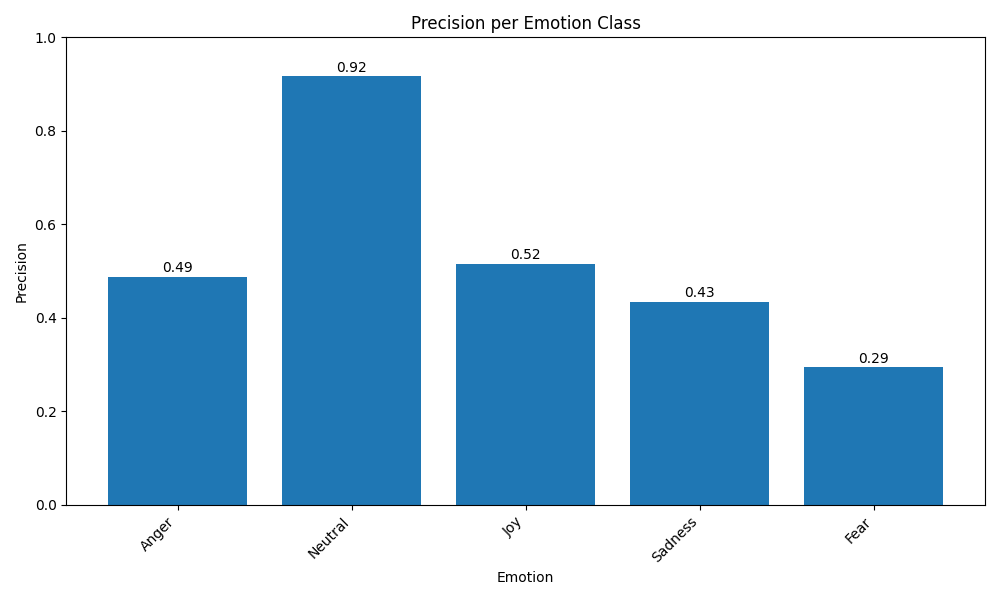 Precision per Emotion Class
1.0
0.8
0.6
0.4
0.2
0.0
Precision
0.49
0.92
0.52
0.43
0.29
Anger
Neutral
Joy
Sadness
Fear
Emotion